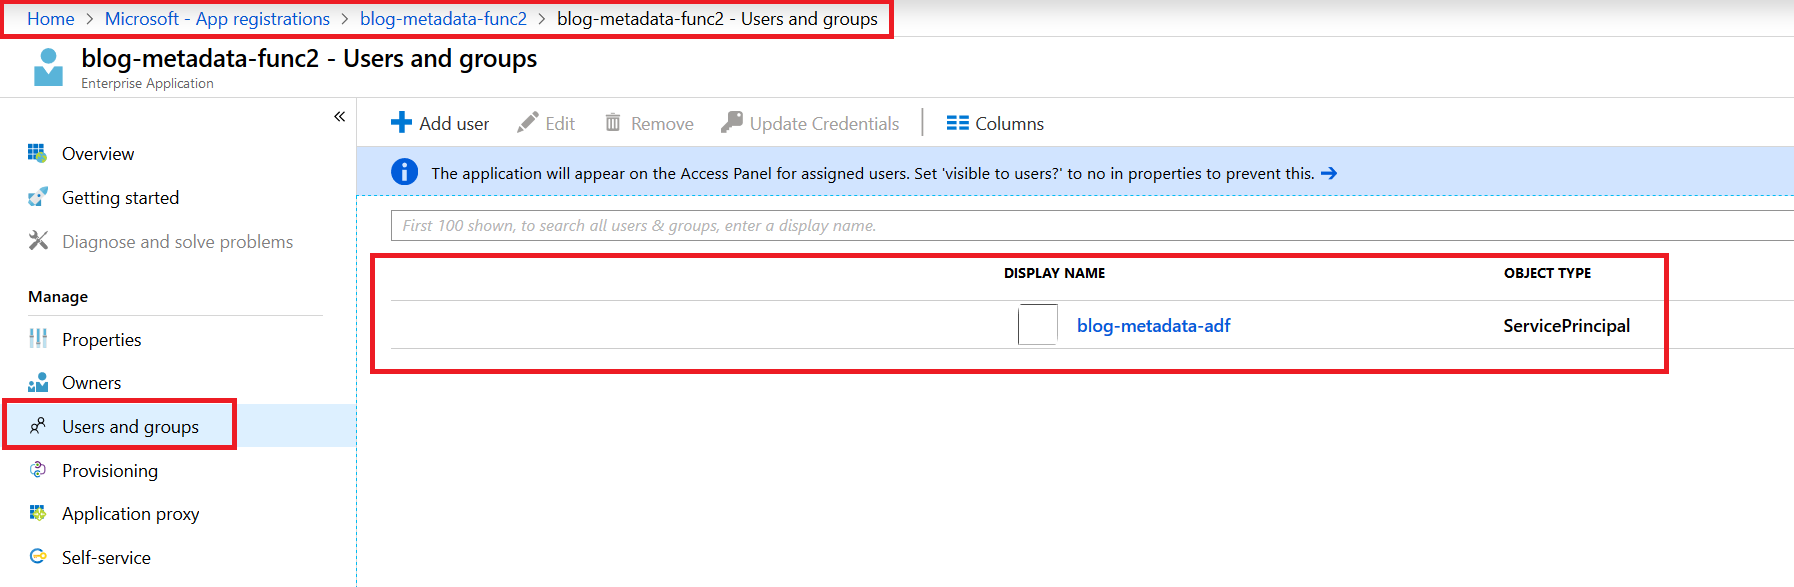 Home > Microsoft - App registrations > blog-metadata-func2 > blog-metadata-func2 - Users and groups
blog-metadata-func2 - Users and groups
Enterprise Application
«
Overview
Getting started
Diagnose and solve problems
Manage
Properties
Owners
Users and groups
Provisioning
Application proxy
Self-service
Add user Edit Remove Update Credentials Columns
The application will appear on the Access Panel for assigned users. Set 'visible to users?' to no in properties to prevent this. →
First 100 shown, to search all users & groups, enter a display name.
DISPLAY NAME OBJECT TYPE
blog-metadata-adf ServicePrincipal